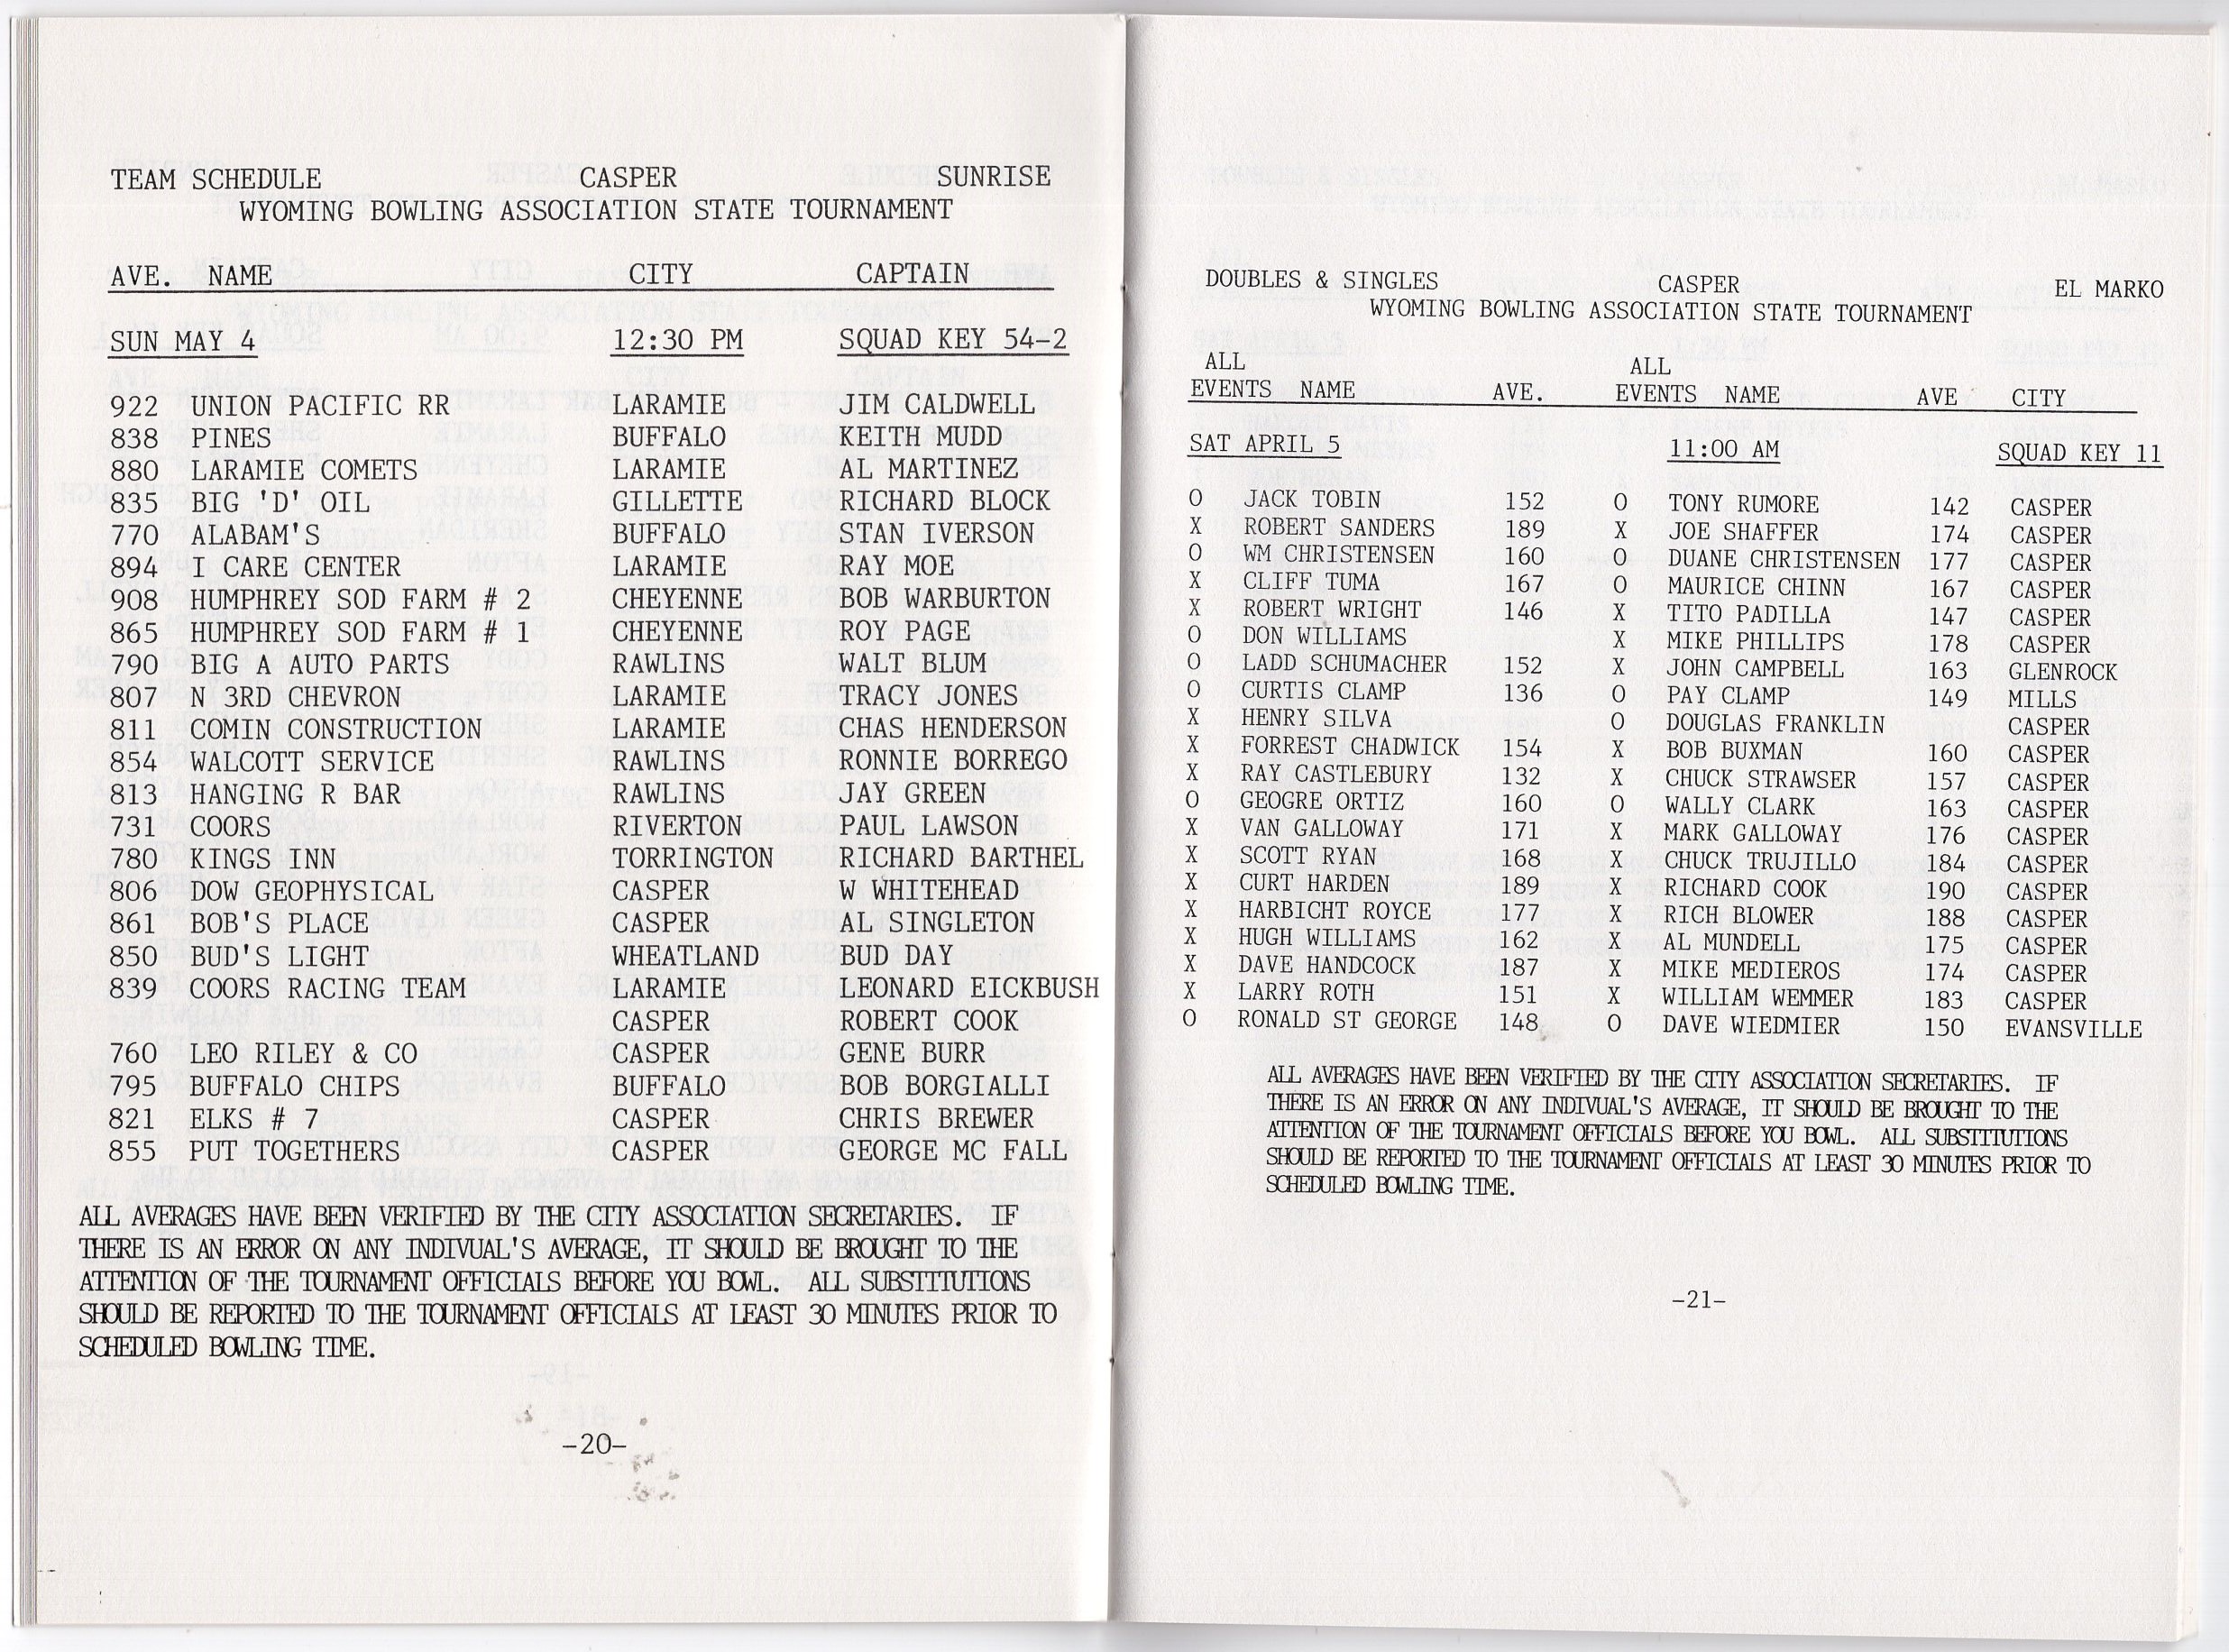 TEAM SCHEDULE CASPER SUNRISE
WYOMING BOWLING ASSOCIATION STATE TOURNAMENT
AVE. NAME CITY CAPTAIN
SUN MAY 4 12:30 PM SQUAD KEY 54-2
922 UNION PACIFIC RR LARAMIE JIM CALDWELL
838 PINES BUFFALO KEITH MUDD
880 LARAMIE COMETS LARAMIE AL MARTINEZ
835 BIG 'D' OIL GILLETTE RICHARD BLOCK
770 ALABAM'S BUFFALO STAN IVERSON
894 I CARE CENTER LARAMIE RAY MOE
908 HUMPHREY SOD FARM # 2 CHEYENNE BOB WARBURTON
865 HUMPHREY SOD FARM # 1 CHEYENNE ROY PAGE
790 BIG A AUTO PARTS RAWLINS WALT BLUM
807 N 3RD CHEVRON LARAMIE TRACY JONES
811 COMIN CONSTRUCTION LARAMIE CHAS HENDERSON
854 WALCOTT SERVICE RAWLINS RONNIE BORREGO
813 HANGING R BAR RAWLINS JAY GREEN
731 COORS RIVERTON PAUL LAWSON
780 KINGS INN TORRINGTON RICHARD BARTHEL
806 DOW GEOPHYSICAL CASPER W WHITEHEAD
861 BOB'S PLACE CASPER AL SINGLETON
850 BUD'S LIGHT WHEATLAND BUD DAY
839 COORS RACING TEAM LARAMIE LEONARD EICKBUSH
CASPER ROBERT COOK
760 LEO RILEY & CO CASPER GENE BURR
795 BUFFALO CHIPS BUFFALO BOB BORGIALLI
821 ELKS # 7 CASPER CHRIS BREWER
855 PUT TOGETHERS CASPER GEORGE MC FALL
ALL AVERAGES HAVE BEEN VERIFIED BY THE CITY ASSOCIATION SECRETARIES. IF
THERE IS AN ERROR ON ANY INDIVUAL'S AVERAGE, IT SHOULD BE BROUGHT TO THE
ATTENTION OF THE TOURNAMENT OFFICIALS BEFORE YOU BOWL. ALL SUBSTITUTIONS
SHOULD BE REPORTED TO THE TOURNAMENT OFFICIALS AT LEAST 30 MINUTES PRIOR TO
SCHEDULED BOWLING TIME.
-20-
DOUBLES & SINGLES CASPER EL MARKO
WYOMING BOWLING ASSOCIATION STATE TOURNAMENT
ALL ALL
EVENTS NAME AVE. EVENTS NAME AVE CITY
SAT APRIL 5 11:00 AM SQUAD KEY 11
O JACK TOBIN 152 O TONY RUMORE 142 CASPER
X ROBERT SANDERS 189 X JOE SHAFFER 174 CASPER
O WM CHRISTENSEN 160 O DUANE CHRISTENSEN 177 CASPER
X CLIFF TUMA 167 O MAURICE CHINN 167 CASPER
X ROBERT WRIGHT 146 X TITO PADILLA 147 CASPER
O DON WILLIAMS X MIKE PHILLIPS 178 CASPER
O LADD SCHUMACHER 152 X JOHN CAMPBELL 163 GLENROCK
O CURTIS CLAMP 136 O PAY CLAMP 149 MILLS
X HENRY SILVA O DOUGLAS FRANKLIN CASPER
X FORREST CHADWICK 154 X BOB BUXMAN 160 CASPER
X RAY CASTLEBURY 132 X CHUCK STRAWSER 157 CASPER
O GEOGRE ORTIZ 160 O WALLY CLARK 163 CASPER
X VAN GALLOWAY 171 X MARK GALLOWAY 176 CASPER
X SCOTT RYAN 168 X CHUCK TRUJILLO 184 CASPER
X CURT HARDEN 189 X RICHARD COOK 190 CASPER
X HARBICHT ROYCE 177 X RICH BLOWER 188 CASPER
X HUGH WILLIAMS 162 X AL MUNDELL 175 CASPER
X DAVE HANDCOCK 187 X MIKE MEDIEROS 174 CASPER
X LARRY ROTH 151 X WILLIAM WEMMER 183 CASPER
O RONALD ST GEORGE 148 O DAVE WIEDMIER 150 EVANSVILLE
ALL AVERAGES HAVE BEEN VERIFIED BY THE CITY ASSOCIATION SECRETARIES. IF
THERE IS AN ERROR ON ANY INDIVUAL'S AVERAGE, IT SHOULD BE BROUGHT TO THE
ATTENTION OF THE TOURNAMENT OFFICIALS BEFORE YOU BOWL. ALL SUBSTITUTIONS
SHOULD BE REPORTED TO THE TOURNAMENT OFFICIALS AT LEAST 30 MINUTES PRIOR TO
SCHEDULED BOWLING TIME.
-21-